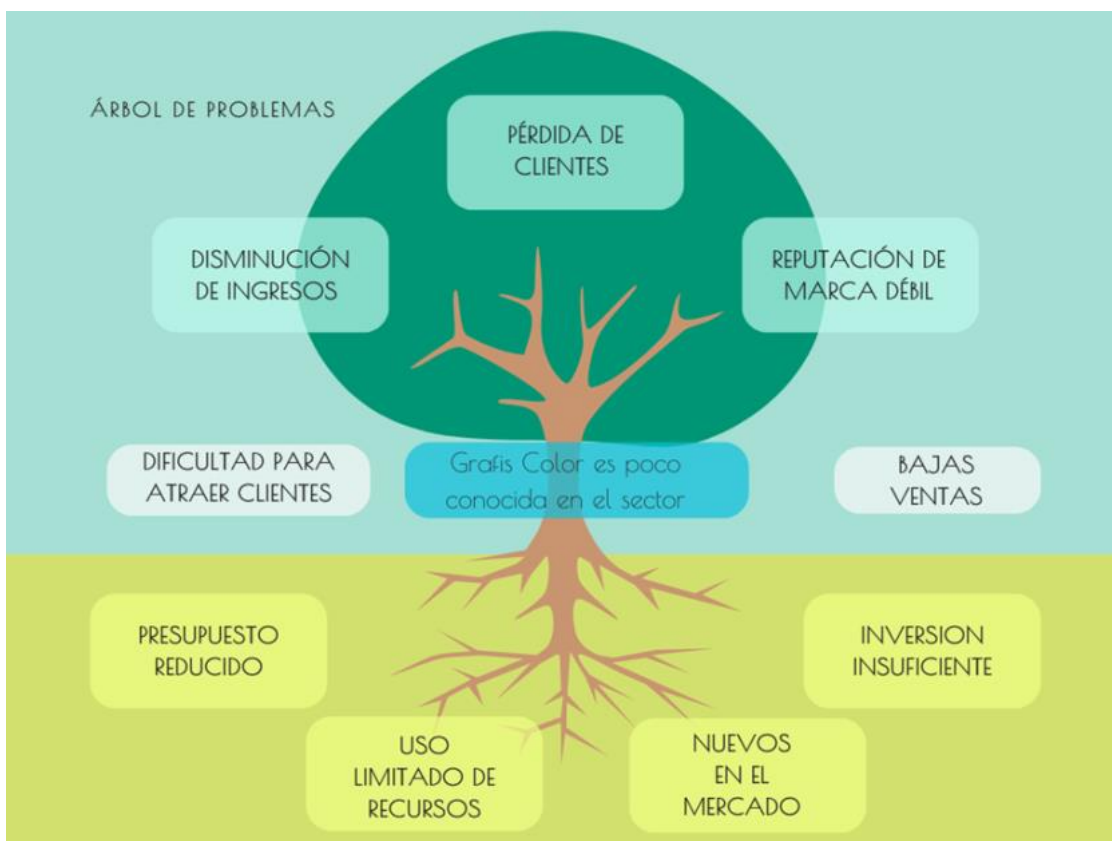 ÁRBOL DE PROBLEMAS
PÉRDIDA DE
CLIENTES
DISMINUCIÓN
DE INGRESOS
REPUTACIÓN DE
MARCA DÉBIL
DIFICULTAD PARA
ATRAER CLIENTES
Grafis Color es poco
conocida en el sector
BAJAS
VENTAS
PRESUPUESTO
REDUCIDO
INVERSION
INSUFICIENTE
USO
LIMITADO DE
RECURSOS
NUEVOS
EN EL
MERCADO